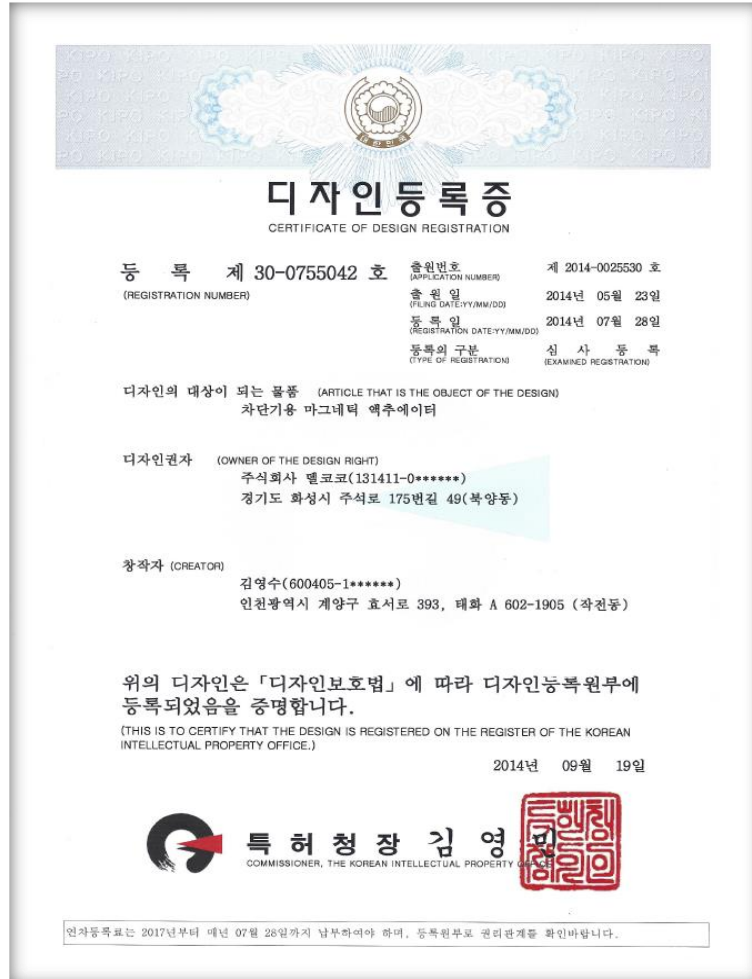 대한민국
디자인등록증
CERTIFICATE OF DESIGN REGISTRATION
등 록 제 30-0755042 호
(REGISTRATION NUMBER)
출원번호 제 2014-0025530 호
(APPLICATION NUMBER)
출 원 일 2014년 05월 23일
(FILING DATE:YY/MM/DD)
등 록 일 2014년 07월 28일
(REGISTRATION DATE:YY/MM/DD)
등록의 구분 심 사 등 록
(TYPE OF REGISTRATION) (EXAMINED REGISTRATION)
디자인의 대상이 되는 물품 (ARTICLE THAT IS THE OBJECT OF THE DESIGN)
차단기용 마그네틱 액추에이터
디자인권자 (OWNER OF THE DESIGN RIGHT)
주식회사 델코코(131411-0******)
경기도 화성시 주석로 175번길 49(북양동)
창작자 (CREATOR)
김영수(600405-1******)
인천광역시 계양구 효서로 393, 태화 A 602-1905 (작전동)
위의 디자인은 「디자인보호법」에 따라 디자인등록원부에
등록되었음을 증명합니다.
(THIS IS TO CERTIFY THAT THE DESIGN IS REGISTERED ON THE REGISTER OF THE KOREAN
INTELLECTUAL PROPERTY OFFICE.)
2014년 09월 19일
특허청장 김영민
COMMISSIONER, THE KOREAN INTELLECTUAL PROPERTY OFFICE
연차등록료는 2017년부터 매년 07월 28일까지 납부하여야 하며, 등록원부로 권리관계를 확인바랍니다.